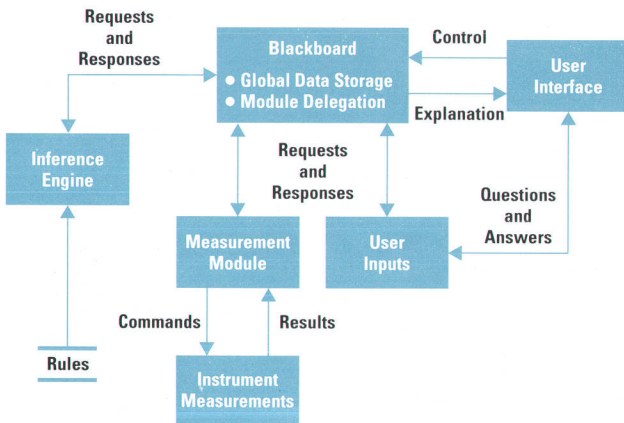 Requests
and
Responses
Blackboard
● Global Data Storage
● Module Delegation
Control
User
Interface
Explanation
Inference
Engine
Requests
and
Responses
Questions
and
Answers
Measurement
Module
User
Inputs
Commands
Results
Rules
Instrument
Measurements